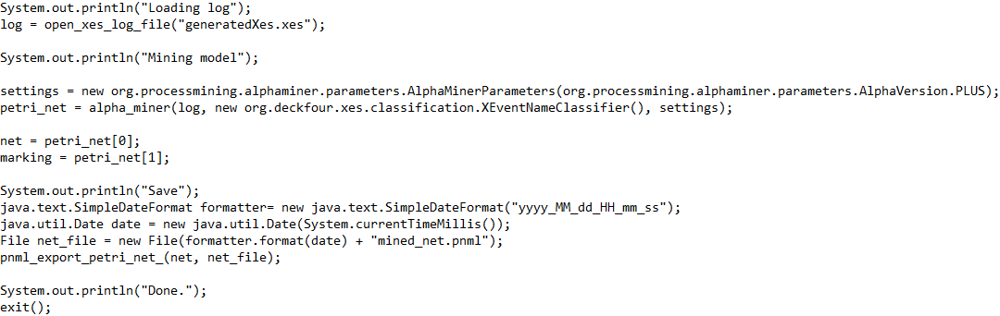 System.out.println("Loading log");
log = open_xes_log_file("generatedXes.xes");
System.out.println("Mining model");
settings = new org.processmining.alphaminer.parameters.AlphaMinerParameters(org.processmining.alphaminer.parameters.AlphaVersion.PLUS);
petri_net = alpha_miner(log, new org.deckfour.xes.classification.XEventNameClassifier(), settings);
net = petri_net[0];
marking = petri_net[1];
System.out.println("Save");
java.text.SimpleDateFormat formatter= new java.text.SimpleDateFormat("yyyy_MM_dd_HH_mm_ss");
java.util.Date date = new java.util.Date(System.currentTimeMillis());
File net_file = new File(formatter.format(date) + "mined_net.pnml");
pnml_export_petri_net_(net, net_file);
System.out.println("Done.");
exit();